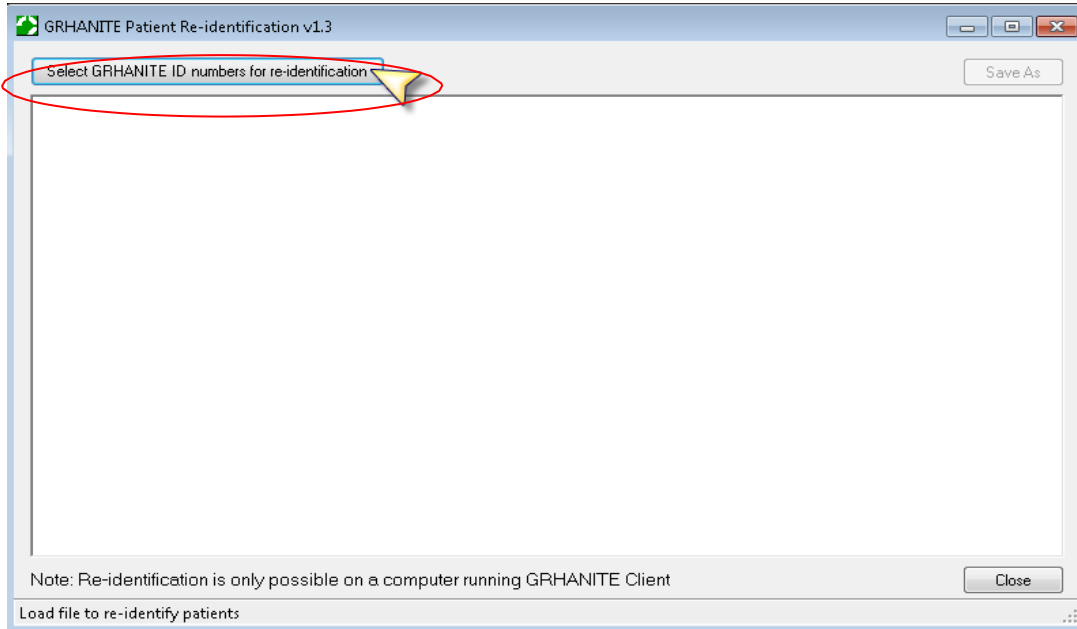 GRHANITE Patient Re-identification v1.3
Select GRHANITE ID numbers for re-identification
Save As
Note: Re-identification is only possible on a computer running GRHANITE Client
Close
Load file to re-identify patients